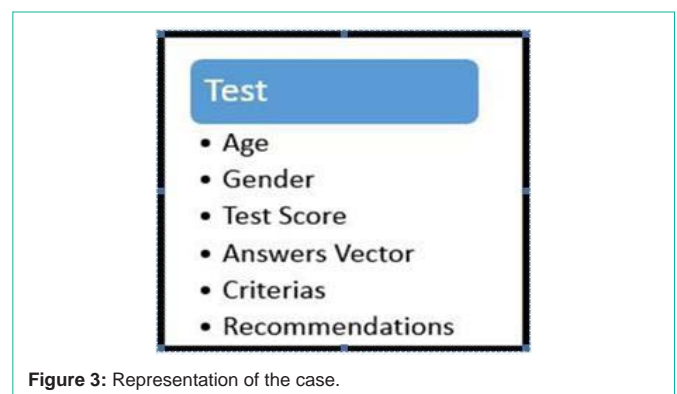 Test
• Age
• Gender
• Test Score
• Answers Vector
• Criterias
• Recommendations
Figure 3: Representation of the case.